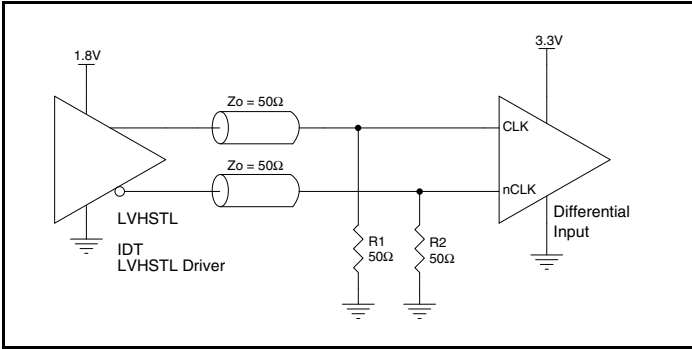 1.8V
3.3V
Zo = 50Ω
CLK
Zo = 50Ω
nCLK
LVHSTL
IDT
LVHSTL Driver
R1
50Ω
R2
50Ω
Differential
Input